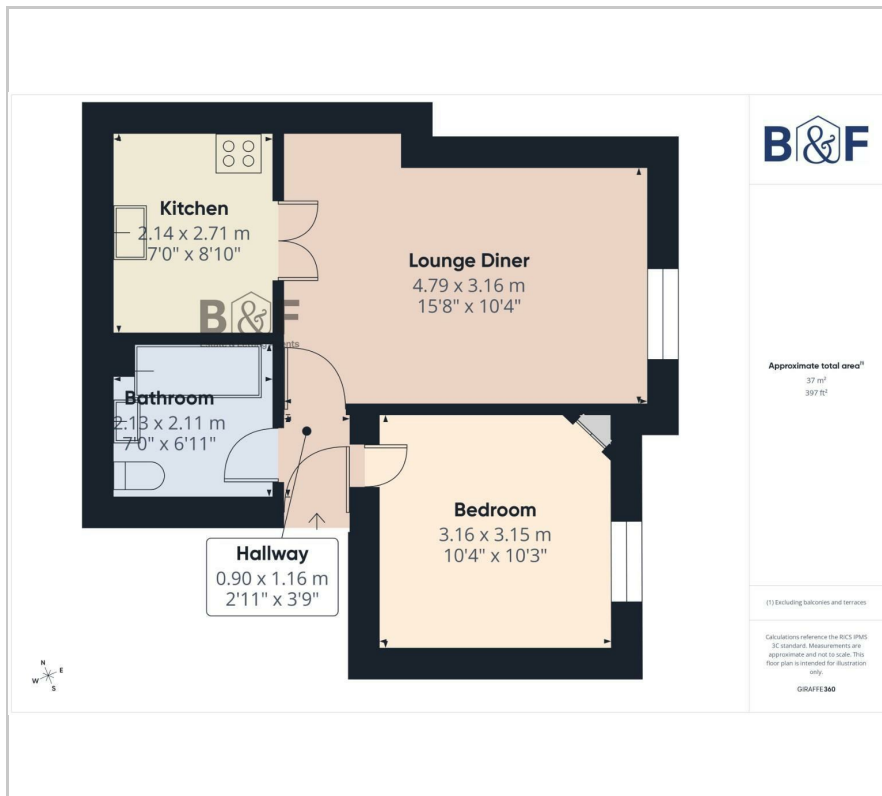 Kitchen
2.14 x 2.71 m
7'0" x 8'10"
Lounge Diner
4.79 x 3.16 m
15'8" x 10'4"
B&F
Bathroom
2.13 x 2.11 m
7'0" x 6'11"
Hallway
0.90 x 1.16 m
2'11" x 3'9"
Bedroom
3.16 x 3.15 m
10'4" x 10'3"
N
E
W
S
B&F
Approximate total area⁽¹⁾
37 m²
397 ft²
(1) Excluding balconies and terraces
Calculations reference the RICS IPMS
3C standard. Measurements are
approximate and not to scale. This
floor plan is intended for illustration
only.
GIRAFFE360